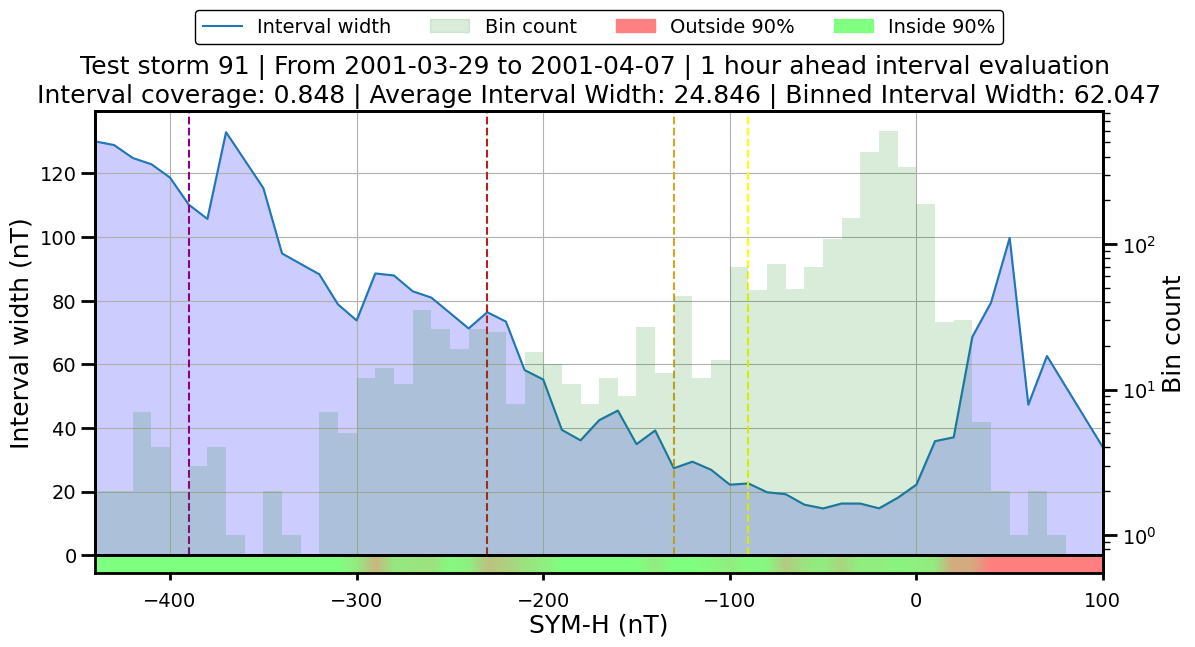 Interval width Bin count Outside 90% Inside 90%
Test storm 91 | From 2001-03-29 to 2001-04-07 | 1 hour ahead interval evaluation
Interval coverage: 0.848 | Average Interval Width: 24.846 | Binned Interval Width: 62.047
Interval width (nT)
120
100
80
60
40
20
0
10²
10¹
10⁰
Bin count
−400 −300 −200 −100 0 100
SYM-H (nT)